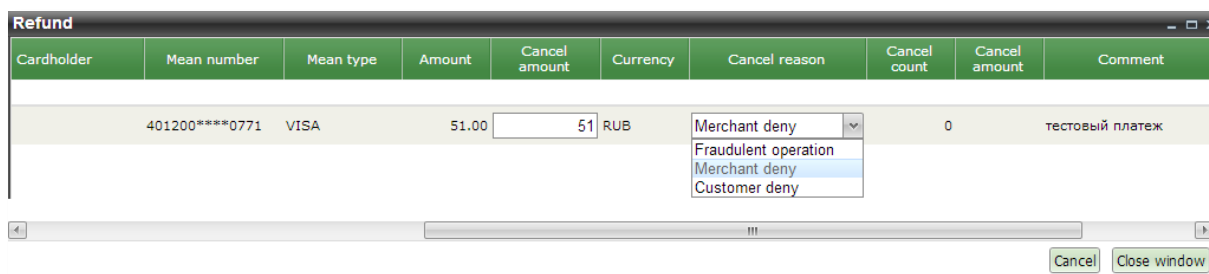 Refund
Cardholder Mean number Mean type Amount Cancel amount Currency Cancel reason Cancel count Cancel amount Comment
401200****0771 VISA 51.00 51 RUB Merchant deny 0 тестовый платеж
Fraudulent operation
Merchant deny
Customer deny
Cancel Close window